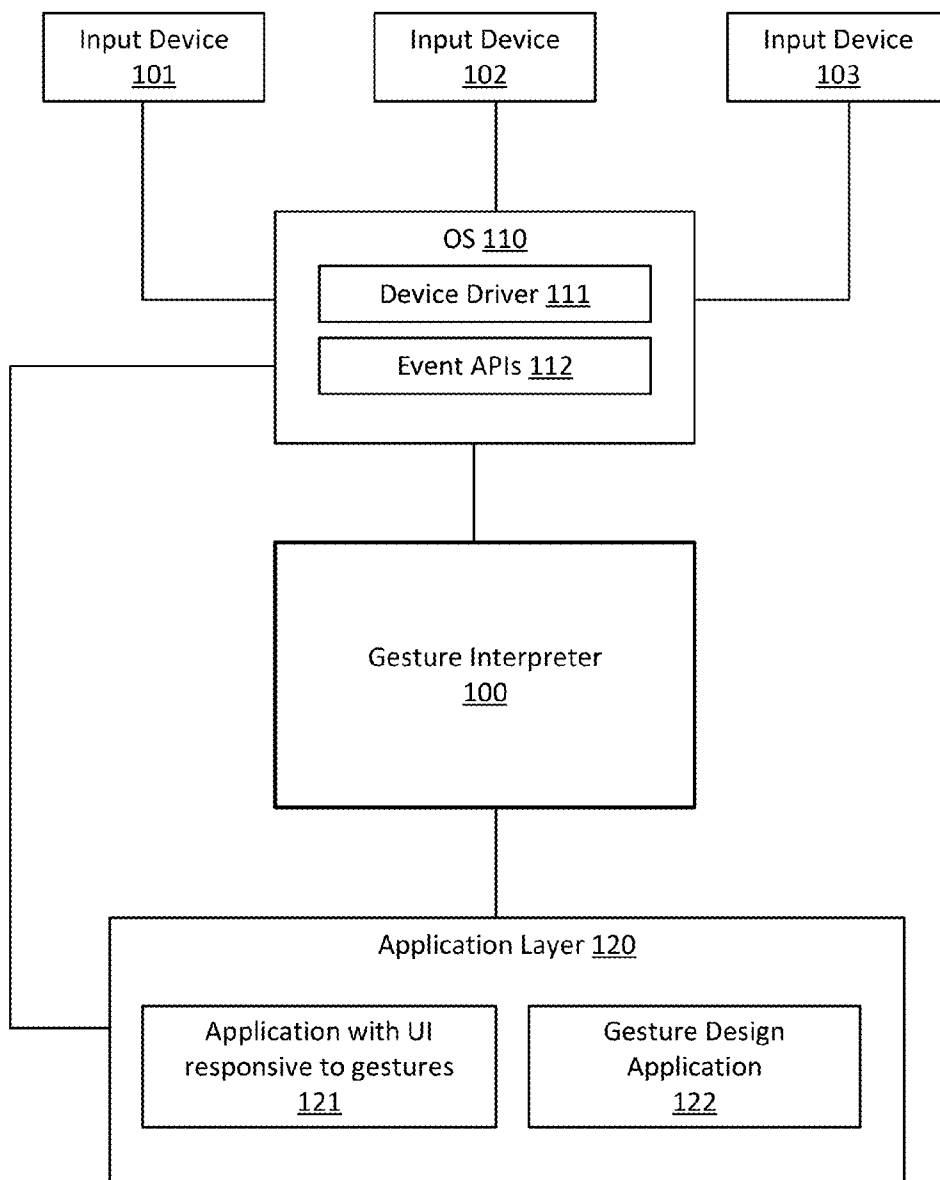 Input Device
101
Input Device
102
Input Device
103
OS 110
Device Driver 111
Event APIs 112
Gesture Interpreter
100
Application Layer 120
Application with UI
responsive to gestures
121
Gesture Design
Application
122